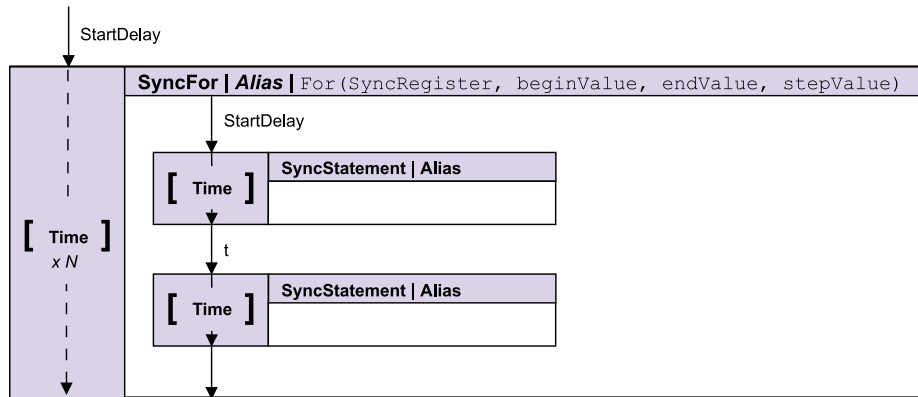 StartDelay
SyncFor | Alias | For(SyncRegister, beginValue, endValue, stepValue)
StartDelay
SyncStatement | Alias
[ Time ]
t
[ Time ]
x N
SyncStatement | Alias
[ Time ]